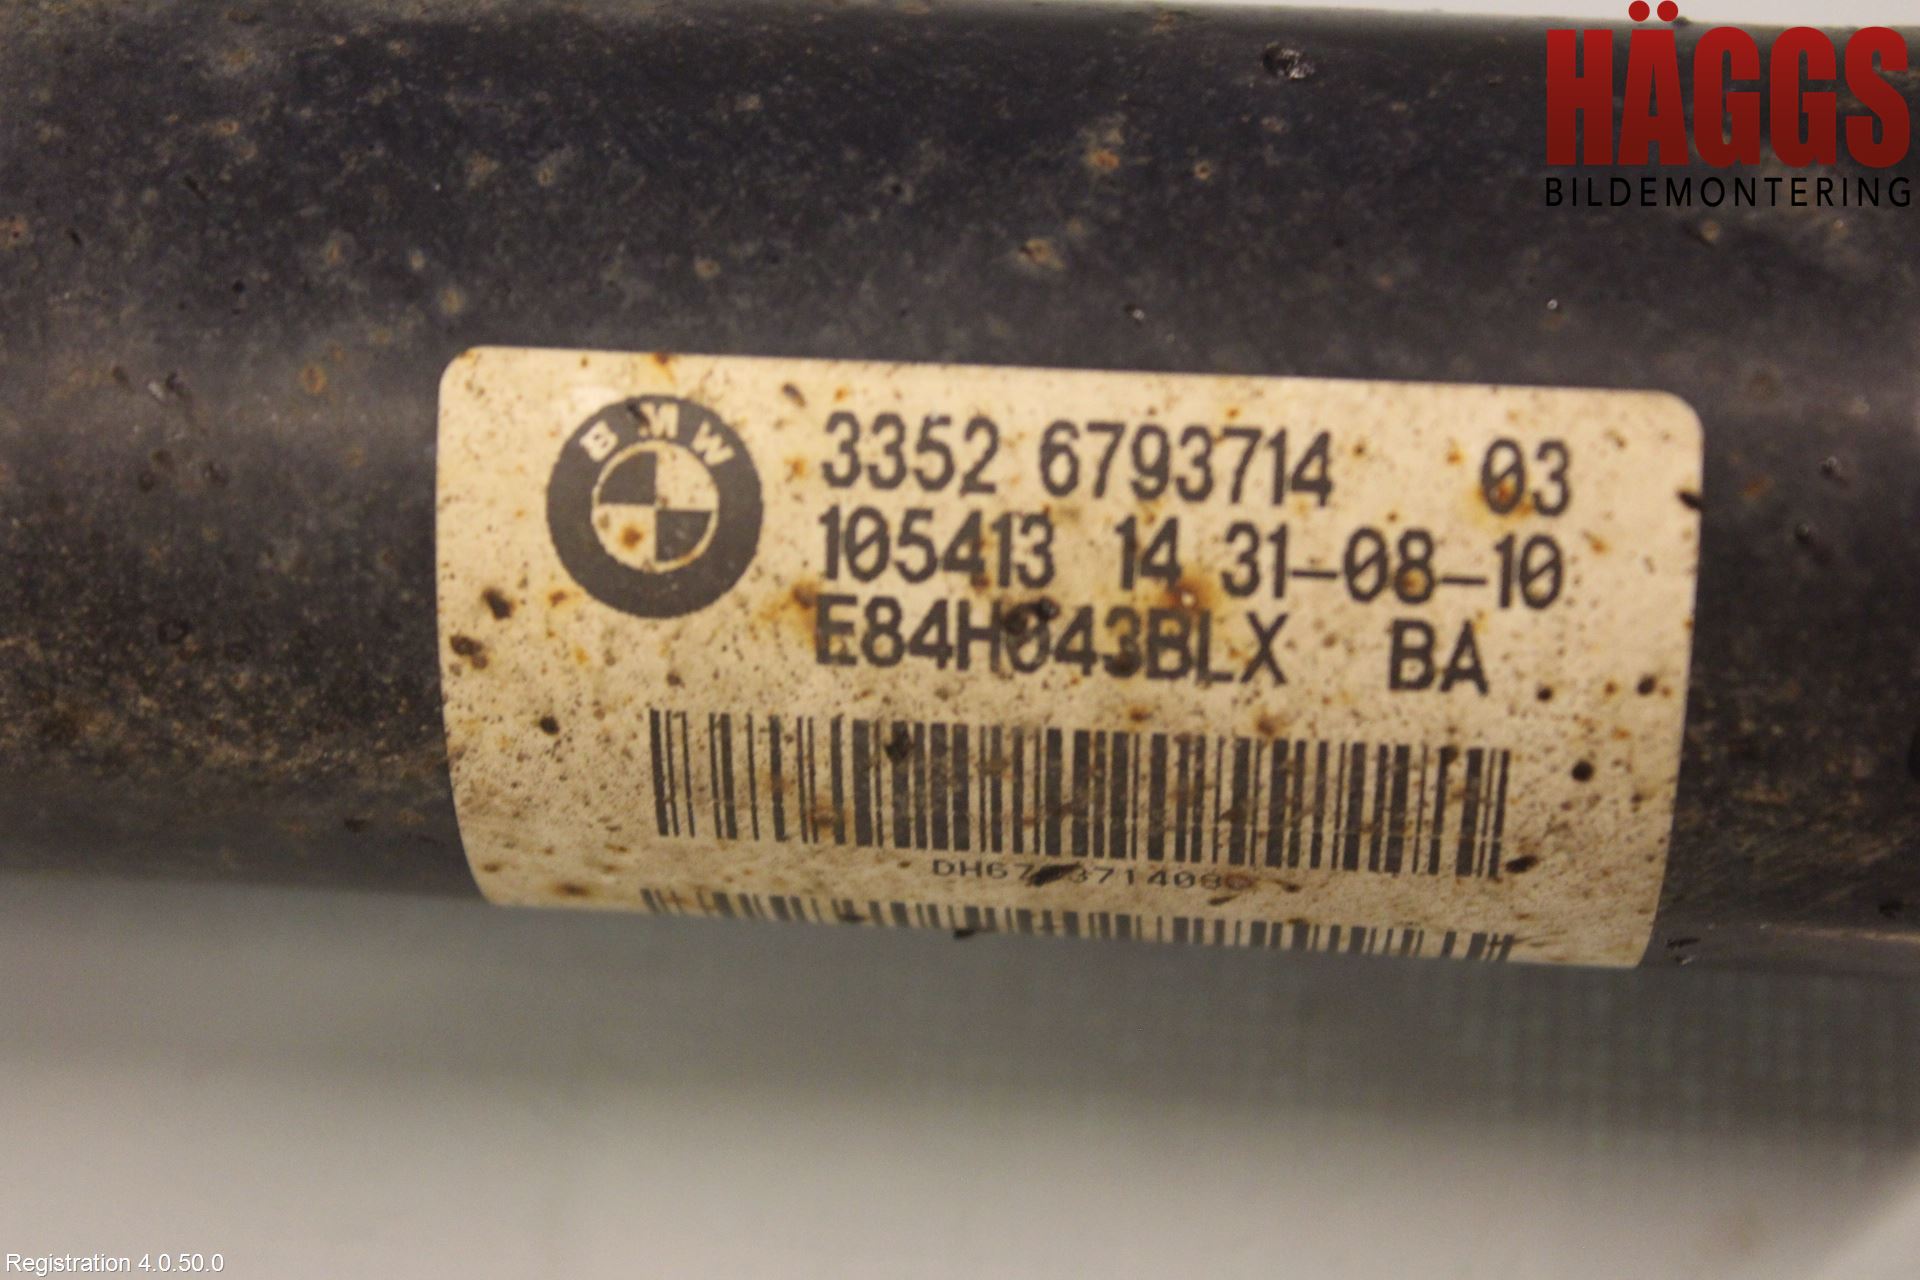 HÄGGS
BILDEMONTERING
BMW
3352 6793714 03
105413 14 31-08-10
E84H043BLX BA
Registration 4.0.50.0